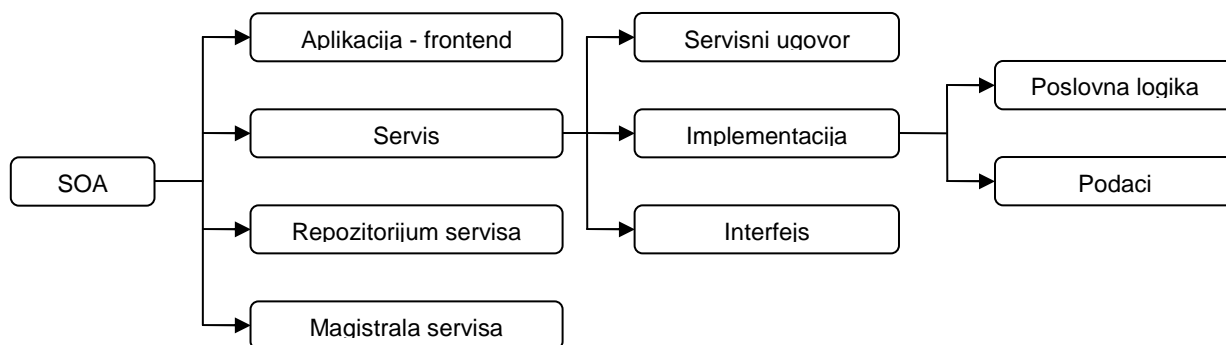 Aplikacija - frontend
Servisni ugovor
Poslovna logika
Servis
Implementacija
SOA
Podaci
Repozitorijum servisa
Interfejs
Magistrala servisa